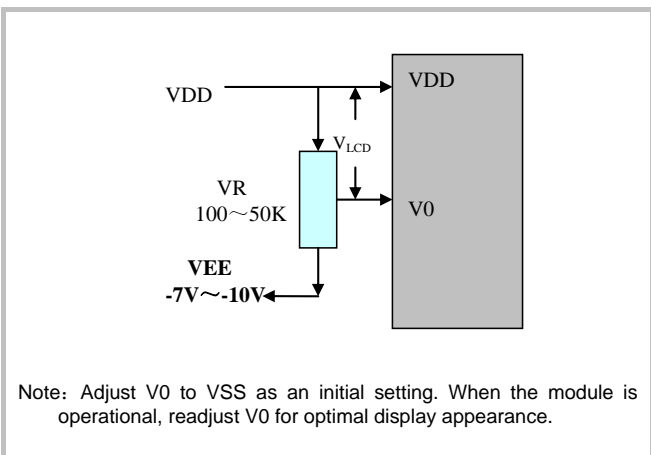 VDD
VDD
V_LCD
VR
100～50K
V0
VEE
-7V～-10V
Note：Adjust V0 to VSS as an initial setting. When the module is
operational, readjust V0 for optimal display appearance.